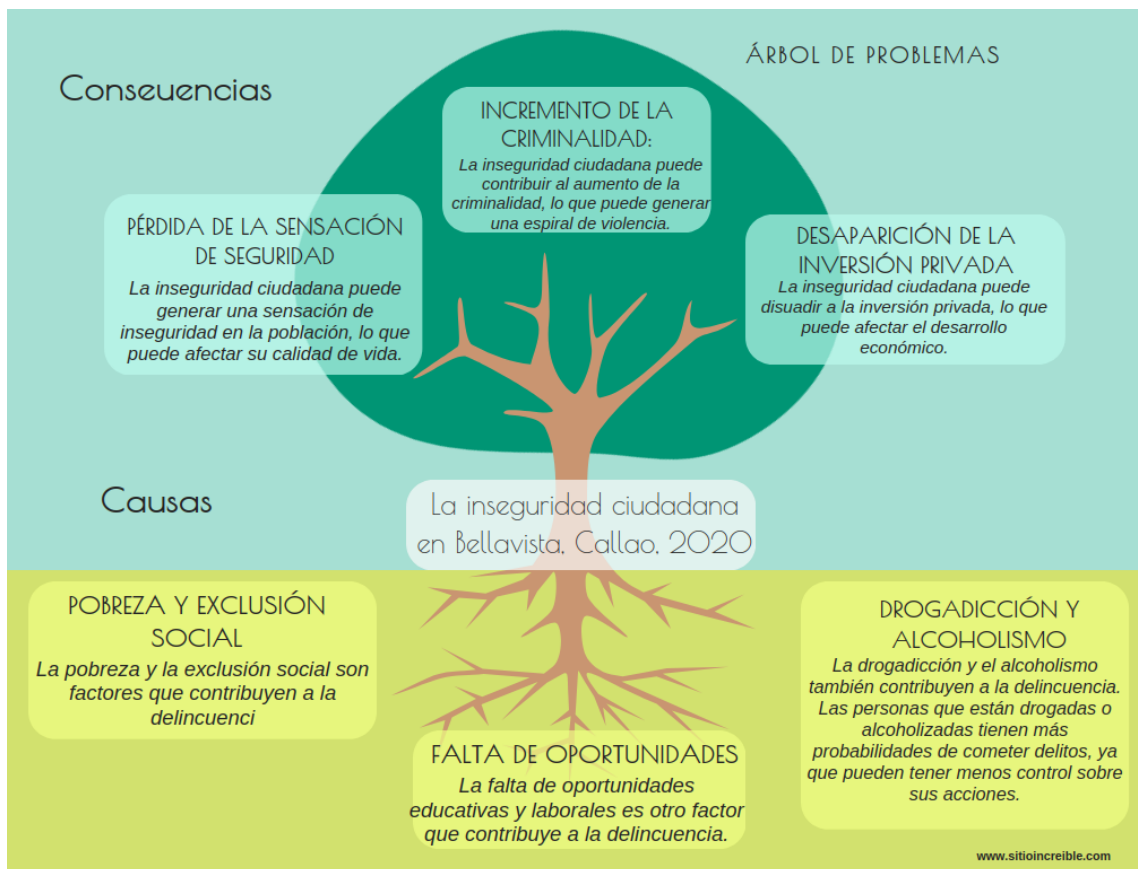 ÁRBOL DE PROBLEMAS
Conseuencias
INCREMENTO DE LA
CRIMINALIDAD:
La inseguridad ciudadana puede
contribuir al aumento de la
criminalidad, lo que puede generar
una espiral de violencia.
PÉRDIDA DE LA SENSACIÓN
DE SEGURIDAD
La inseguridad ciudadana puede
generar una sensación de
inseguridad en la población, lo que
puede afectar su calidad de vida.
DESAPARICIÓN DE LA
INVERSIÓN PRIVADA
La inseguridad ciudadana puede
disuadir a la inversión privada, lo que
puede afectar el desarrollo
económico.
Causas
La inseguridad ciudadana
en Bellavista, Callao, 2020
POBREZA Y EXCLUSIÓN
SOCIAL
La pobreza y la exclusión social son
factores que contribuyen a la
delincuenci
FALTA DE OPORTUNIDADES
La falta de oportunidades
educativas y laborales es otro factor
que contribuye a la delincuencia.
DROGADICCIÓN Y
ALCOHOLISMO
La drogadicción y el alcoholismo
también contribuyen a la delincuencia.
Las personas que están drogadas o
alcoholizadas tienen más
probabilidades de cometer delitos, ya
que pueden tener menos control sobre
sus acciones.
www.sitioincreible.com